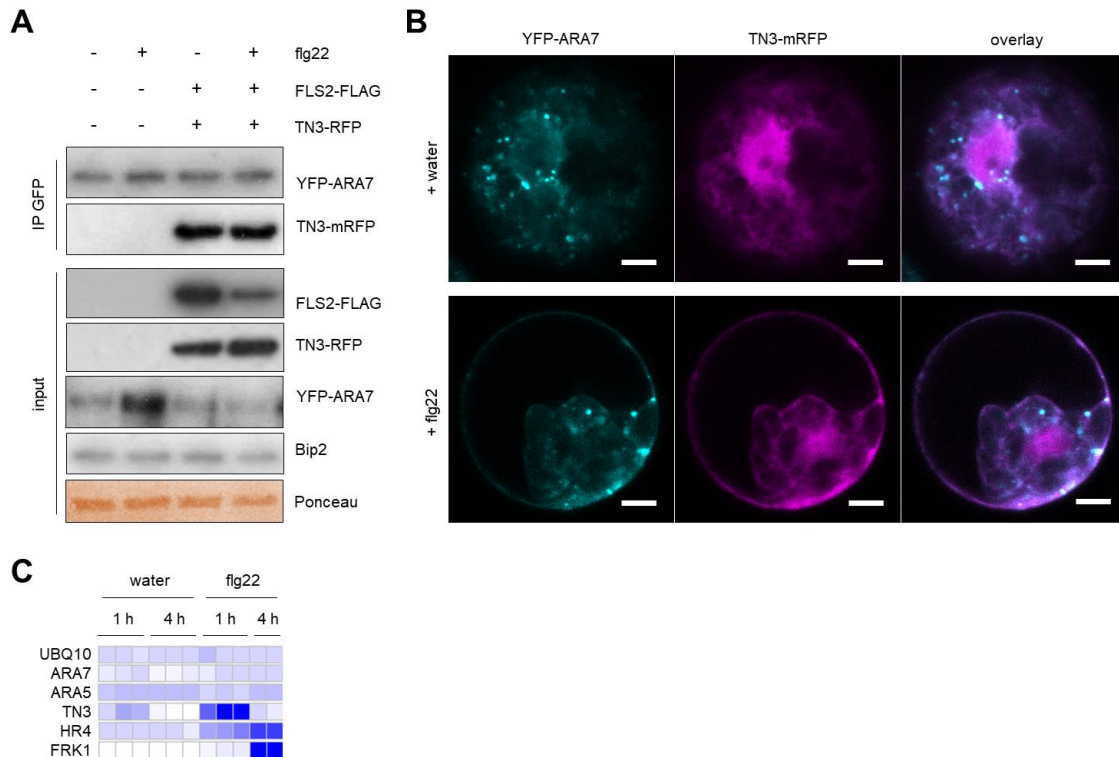 A
- + - + flg22
- - + + FLS2-FLAG
- - + + TN3-RFP
IP GFP
YFP-ARA7
TN3-mRFP
input
FLS2-FLAG
TN3-RFP
YFP-ARA7
Bip2
Ponceau
B
YFP-ARA7 TN3-mRFP overlay
+ water
+ flg22
C
water flg22
1 h 4 h 1 h 4 h
UBQ10
ARA7
ARA5
TN3
HR4
FRK1